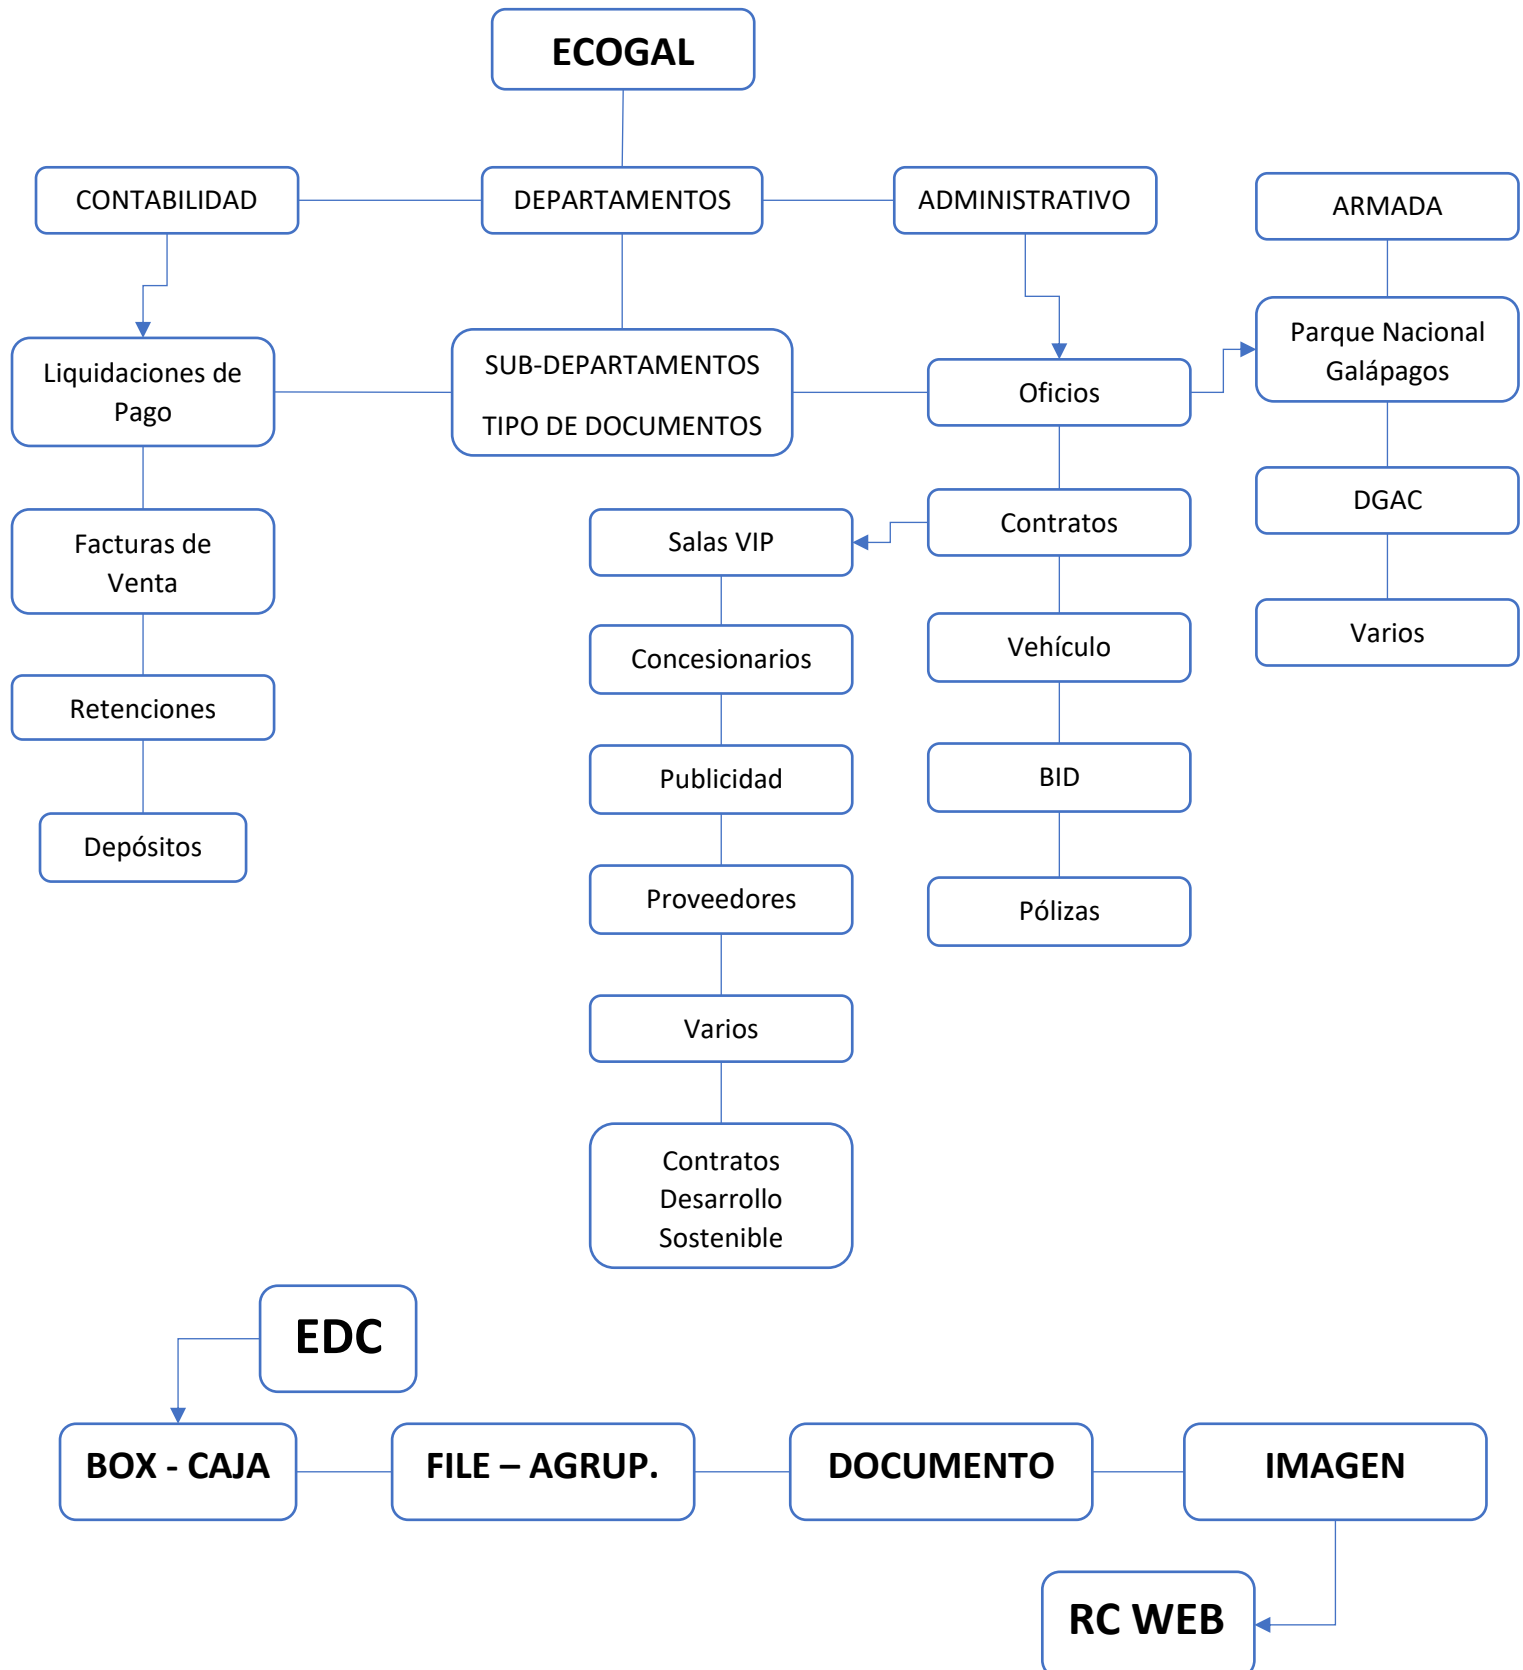 ECOGAL
CONTABILIDAD
DEPARTAMENTOS
ADMINISTRATIVO
ARMADA
Liquidaciones de
Pago
SUB-DEPARTAMENTOS
TIPO DE DOCUMENTOS
Oficios
Parque Nacional
Galápagos
Facturas de
Venta
Salas VIP
Contratos
DGAC
Retenciones
Concesionarios
Vehículo
Varios
Depósitos
Publicidad
BID
Proveedores
Pólizas
Varios
Contratos
Desarrollo
Sostenible
EDC
BOX - CAJA
FILE – AGRUP.
DOCUMENTO
IMAGEN
RC WEB